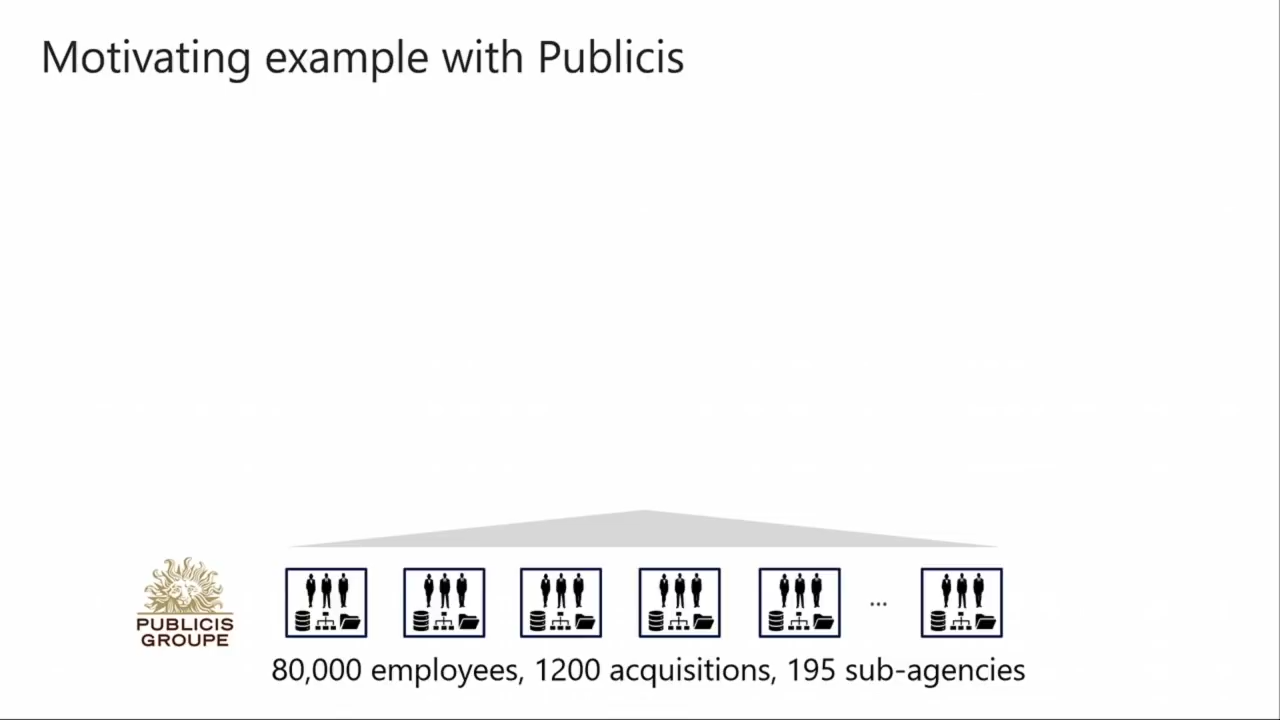 Motivating example with Publicis
...
PUBLICIS
GROUPE
80,000 employees, 1200 acquisitions, 195 sub-agencies